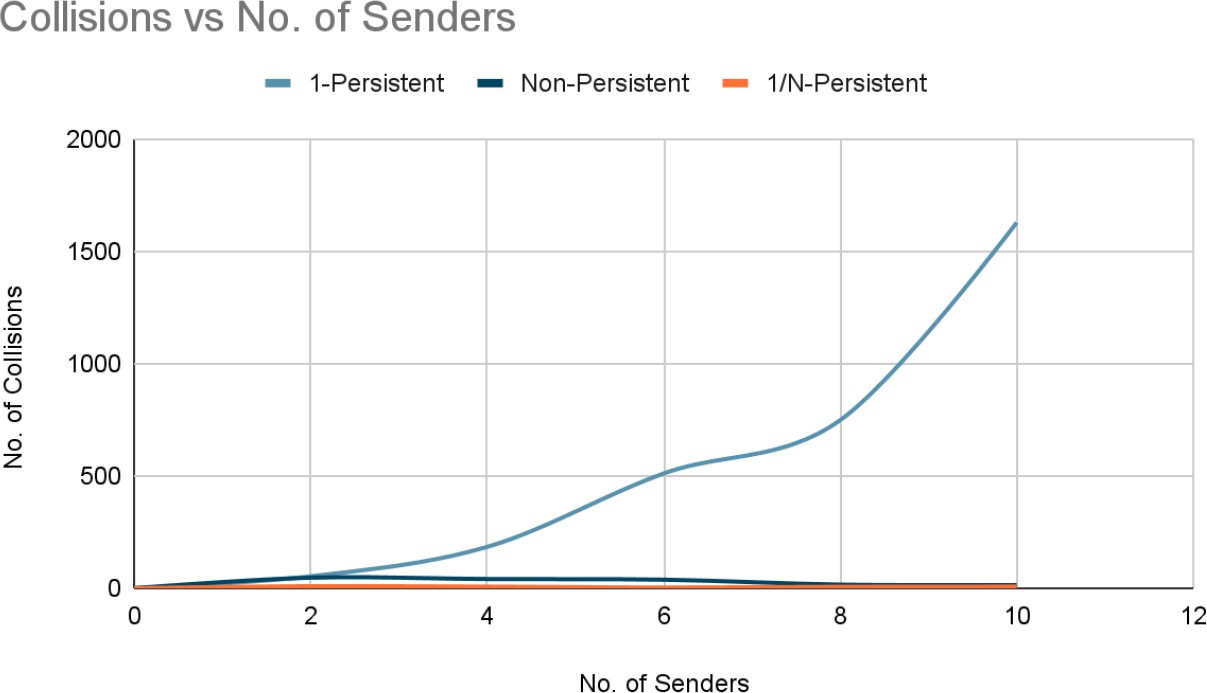 Collisions vs No. of Senders
1-Persistent Non-Persistent 1/N-Persistent
2000
1500
1000
500
0
No. of Collisions
0 2 4 6 8 10 12
No. of Senders